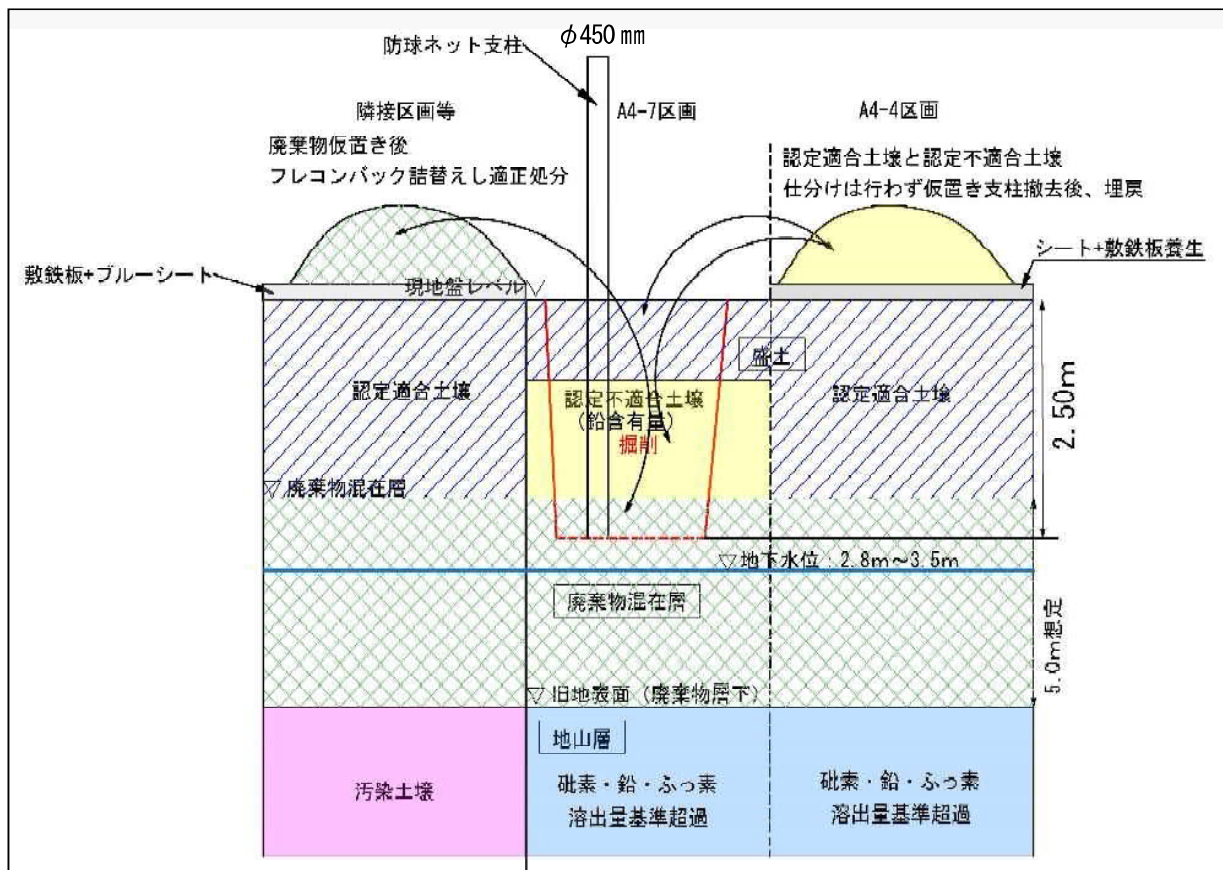 φ450mm
防球ネット支柱
隣接区画等
A4-7区画
A4-4区画
廃棄物仮置き後
フレコンバック詰替えし適正処分
認定適合土壌と認定不適合土壌
仕分けは行わず仮置き支柱撤去後、埋戻
シート+敷鉄板養生
敷鉄板+ブルーシート
現地盤レベル▽
盛土
認定適合土壌
認定不適合土壌
(鉛含有量)
掘削
認定適合土壌
2.50m
▽廃棄物混在層
▽地下水位:2.8m～3.5m
廃棄物混在層
5.0m想定
▽旧地表面(廃棄物層下)
地山層
汚染土壌
砒素・鉛・ふっ素
溶出量基準超過
砒素・鉛・ふっ素
溶出量基準超過